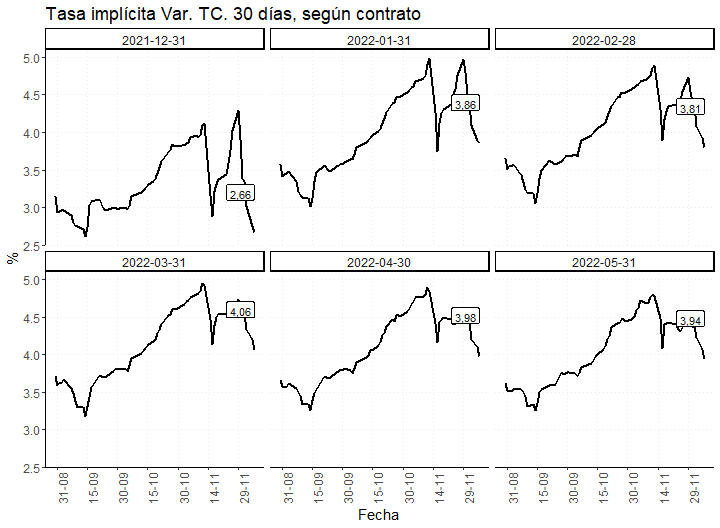 Tasa implícita Var. TC. 30 días, según contrato
2021-12-31 2022-01-31 2022-02-28
5.0
4.5
4.0
3.5
3.0
2.5
2.66 3.86 3.81
%
2022-03-31 2022-04-30 2022-05-31
5.0
4.5
4.0
3.5
3.0
2.5
4.06 3.98 3.94
31-08 15-09 30-09 15-10 30-10 14-11 29-11 31-08 15-09 30-09 15-10 30-10 14-11 29-11 31-08 15-09 30-09 15-10 30-10 14-11 29-11
Fecha